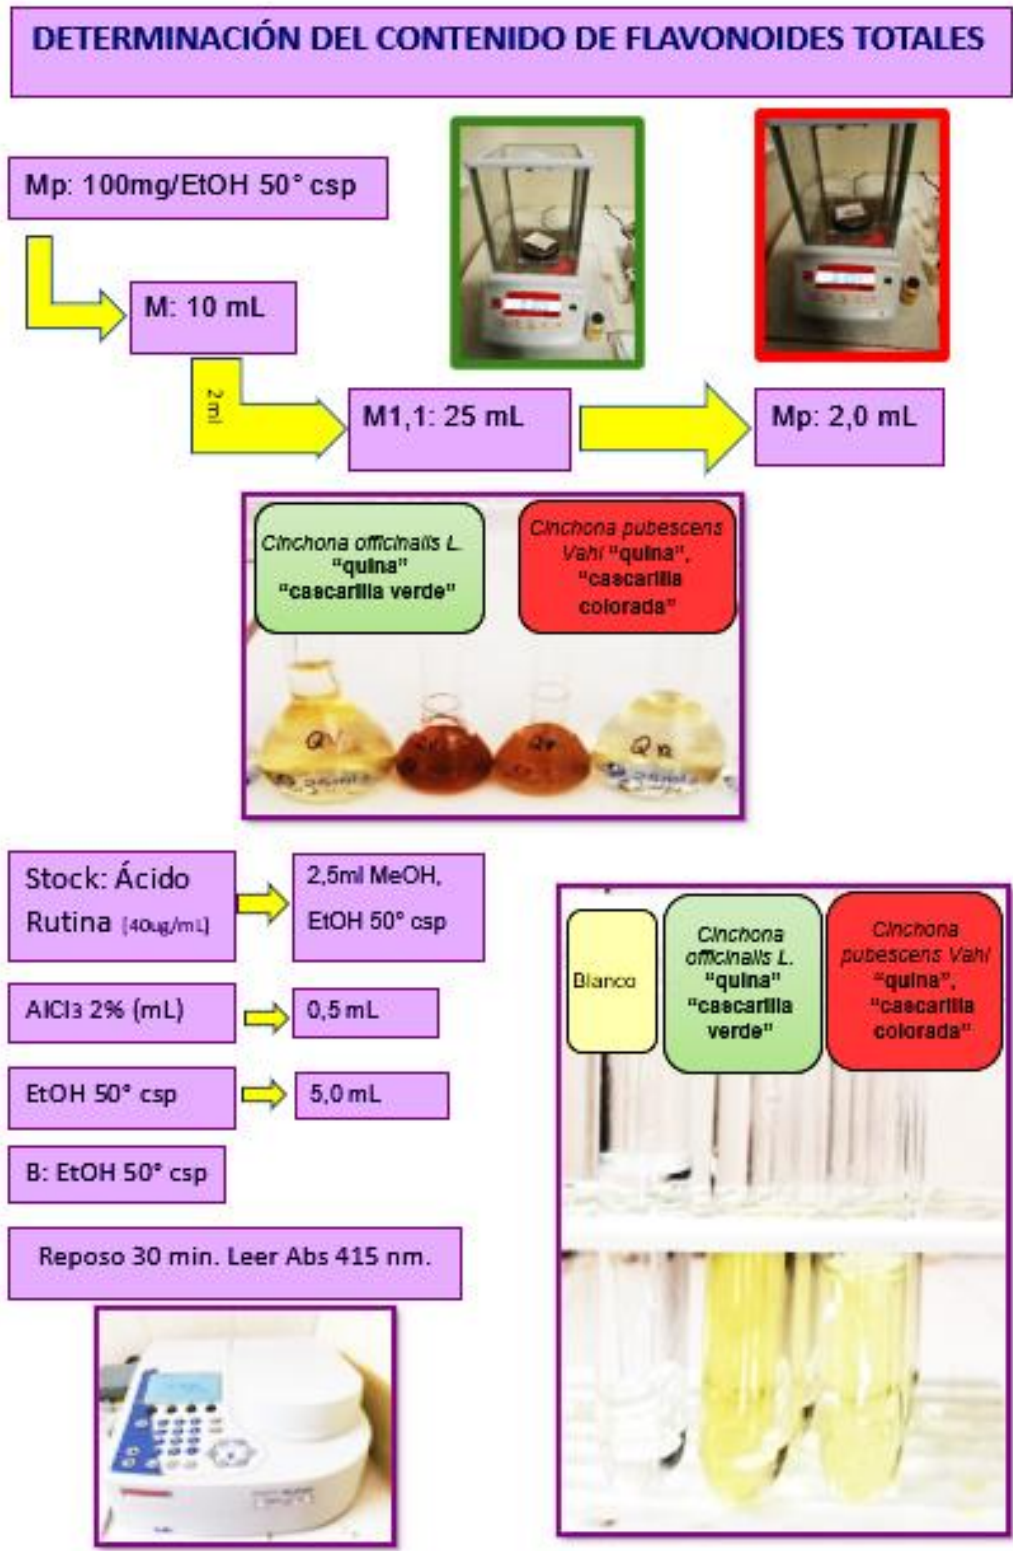 DETERMINACIÓN DEL CONTENIDO DE FLAVONOIDES TOTALES
Mp: 100mg/EtOH 50° csp
M: 10 mL
2 ml
M1,1: 25 mL
Mp: 2,0 mL
Cinchona officinalis L.
"quina"
"cascarilla verde"
Cinchona pubescens
Vahl "quina",
"cascarilla
colorada"
QV
QR
Stock: Ácido
Rutina [40ug/mL]
2,5ml MeOH,
EtOH 50° csp
AlCl3 2% (mL)
0,5 mL
EtOH 50° csp
5,0 mL
B: EtOH 50° csp
Reposo 30 min. Leer Abs 415 nm.
Blanco
Cinchona
officinalis L.
"quina"
"cascarilla
verde"
Cinchona
pubescens Vahl
"quina",
"cascarilla
colorada"